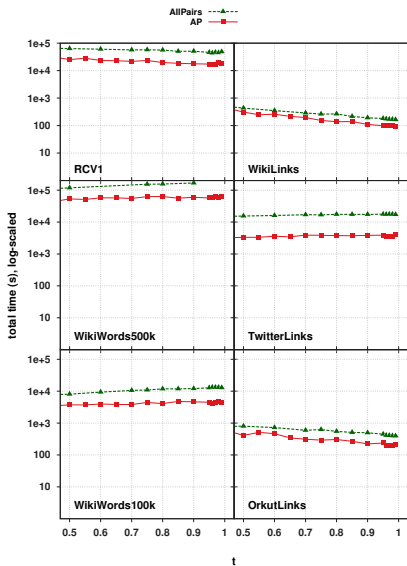 AllPairs
AP
1e+5
1e+4
1e+3
100
10
RCV1
WikiLinks
1e+5
1e+4
1e+3
100
10
WikiWords500k
TwitterLinks
1e+5
1e+4
1e+3
100
10
WikiWords100k
OrkutLinks
0.5 0.6 0.7 0.8 0.9 1 0.5 0.6 0.7 0.8 0.9 1
total time (s), log-scaled
t